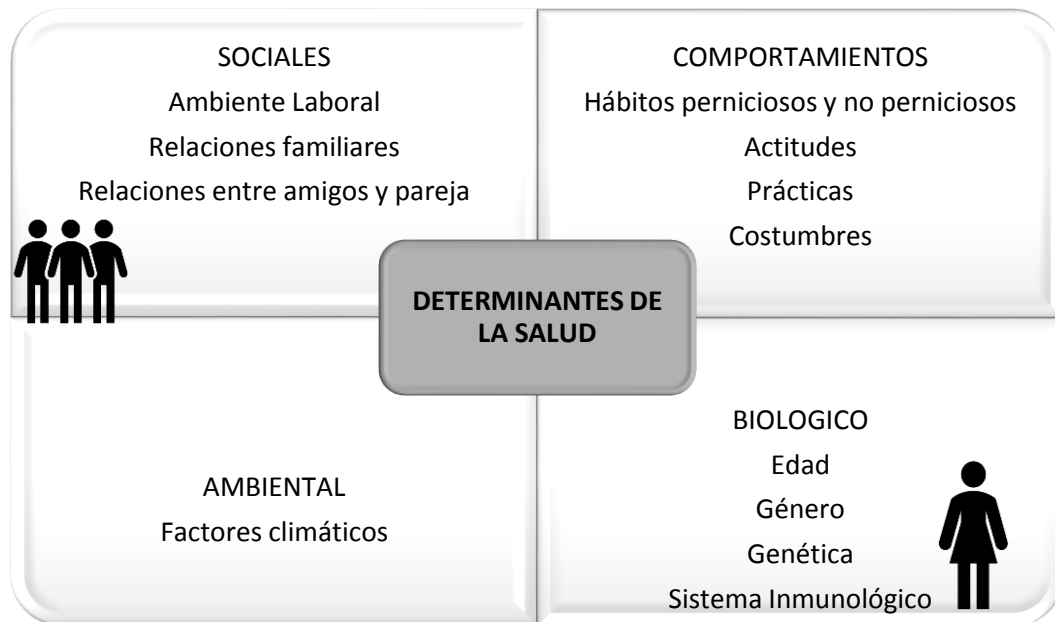 SOCIALES
Ambiente Laboral
Relaciones familiares
Relaciones entre amigos y pareja
COMPORTAMIENTOS
Hábitos perniciosos y no perniciosos
Actitudes
Prácticas
Costumbres
DETERMINANTES DE
LA SALUD
AMBIENTAL
Factores climáticos
BIOLOGICO
Edad
Género
Genética
Sistema Inmunológico